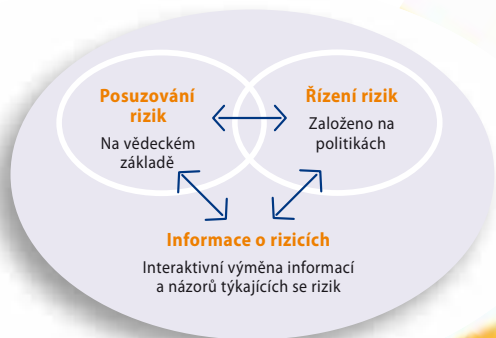 Posuzování
rizik
Na vědeckém
základě
Řízení rizik
Založeno na
politikách
Informace o rizicích
Interaktivní výměna informací
a názorů týkajících se rizik